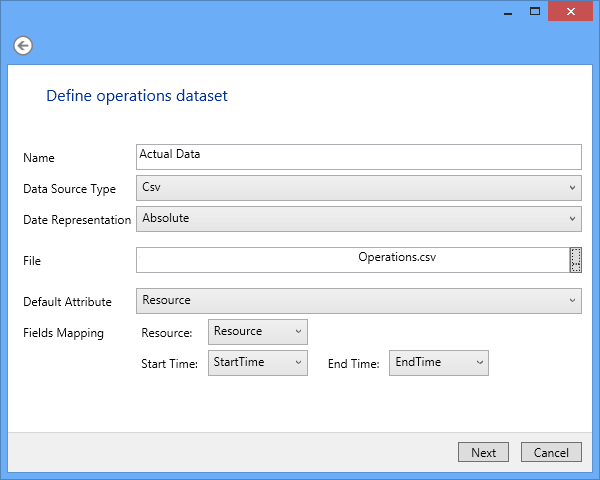 Define operations dataset
Name Actual Data
Data Source Type Csv
Date Representation Absolute
File Operations.csv ...
Default Attribute Resource
Fields Mapping Resource: Resource
Start Time: StartTime End Time: EndTime
Next Cancel